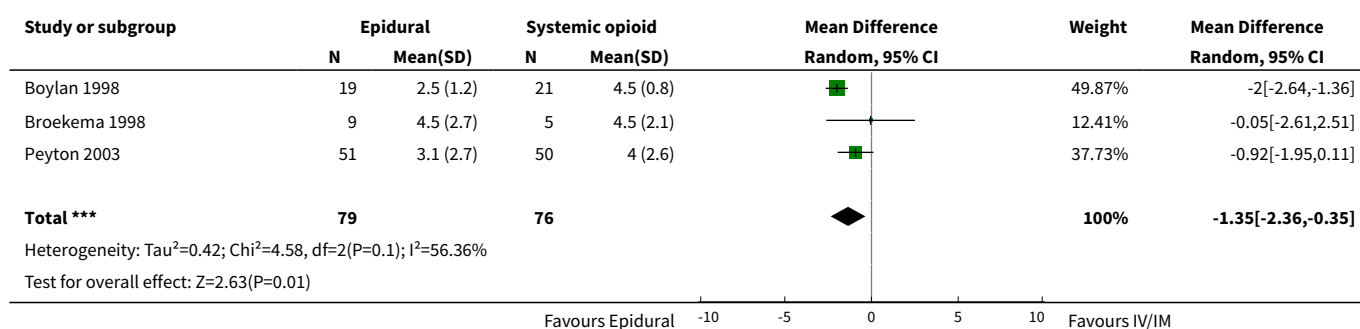 Study or subgroup Epidural Systemic opioid Mean Difference Weight Mean Difference
N Mean(SD) N Mean(SD) Random, 95% CI Random, 95% CI
Boylan 1998 19 2.5 (1.2) 21 4.5 (0.8) 49.87% -2[-2.64,-1.36]
Broekema 1998 9 4.5 (2.7) 5 4.5 (2.1) 12.41% -0.05[-2.61,2.51]
Peyton 2003 51 3.1 (2.7) 50 4 (2.6) 37.73% -0.92[-1.95,0.11]
Total *** 79 76 100% -1.35[-2.36,-0.35]
Heterogeneity: Tau²=0.42; Chi²=4.58, df=2(P=0.1); I²=56.36%
Test for overall effect: Z=2.63(P=0.01)
Favours Epidural -10 -5 0 5 10 Favours IV/IM